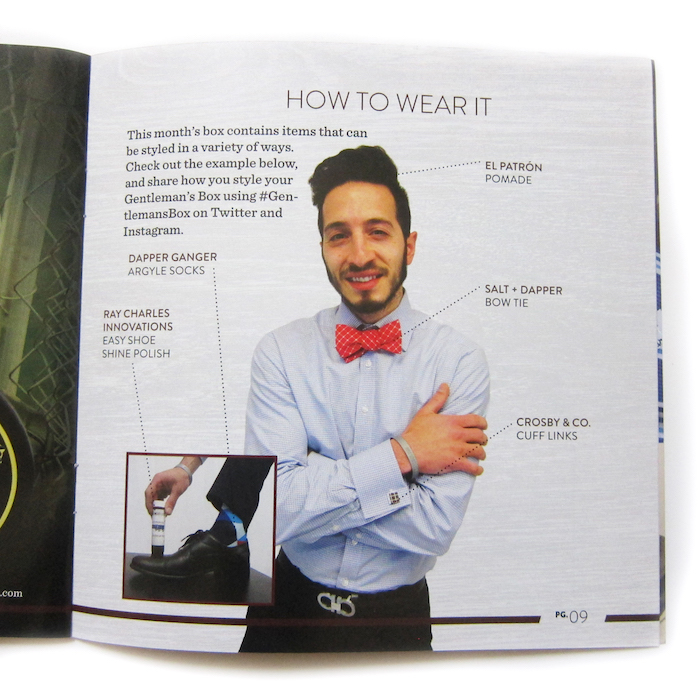 HOW TO WEAR IT
This month's box contains items that can
be styled in a variety of ways.
Check out the example below,
and share how you style your
Gentleman's Box using #Gen-
tlemansBox on Twitter and
Instagram.
EL PATRÓN
POMADE
DAPPER GANGER
ARGYLE SOCKS
SALT + DAPPER
BOW TIE
RAY CHARLES
INNOVATIONS
EASY SHOE
SHINE POLISH
CROSBY & CO.
CUFF LINKS
.com
PG.09